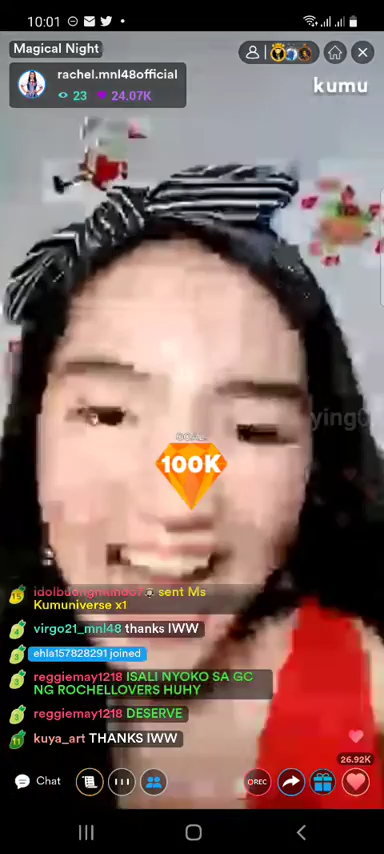 10:01
Magical Night
rachel.mnl48official
23 24.07K
kumu
GOAL
100K
sent Ms
Kumuniverse x1
virgo21_mnl48 thanks IWW
ehla157828291 joined
reggiemay1218 ISALI NYOKO SA GC
NG ROCHELLOVERS HUHY
reggiemay1218 DESERVE
kuya_art THANKS IWW
26.92K
Chat
REC